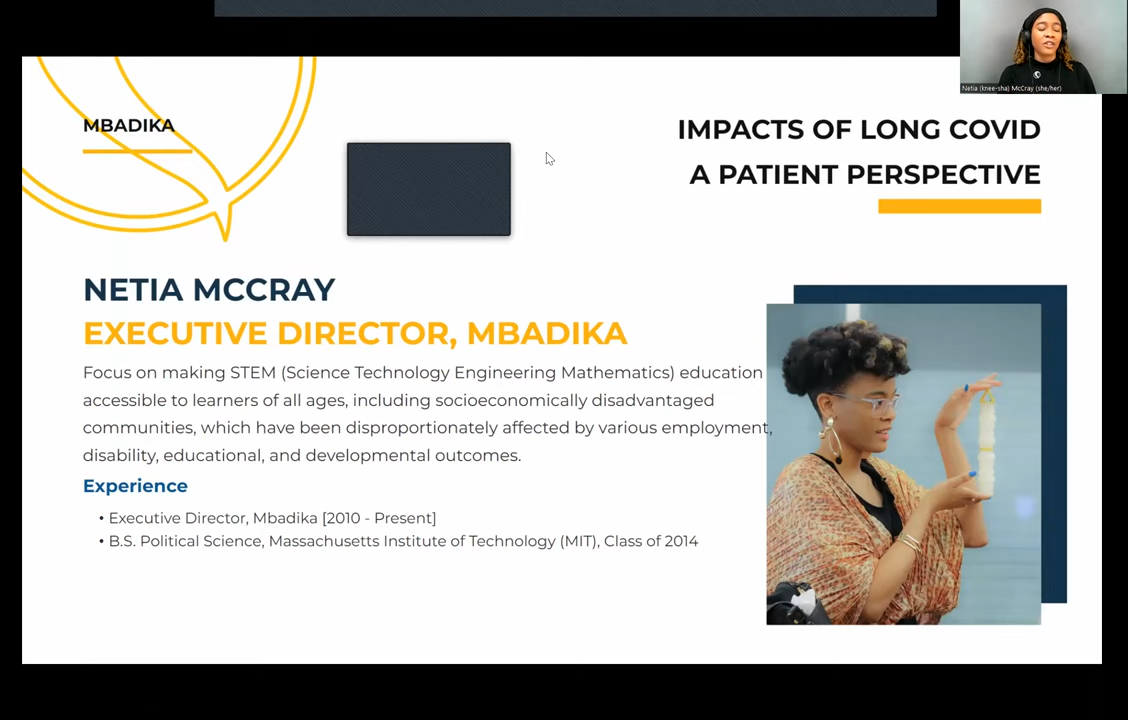 Netia (knee-sha) McCray (she/her)
MBADIKA
IMPACTS OF LONG COVID
A PATIENT PERSPECTIVE
NETIA MCCRAY
EXECUTIVE DIRECTOR, MBADIKA
Focus on making STEM (Science Technology Engineering Mathematics) education
accessible to learners of all ages, including socioeconomically disadvantaged
communities, which have been disproportionately affected by various employment,
disability, educational, and developmental outcomes.
Experience
• Executive Director, Mbadika [2010 - Present]
• B.S. Political Science, Massachusetts Institute of Technology (MIT), Class of 2014